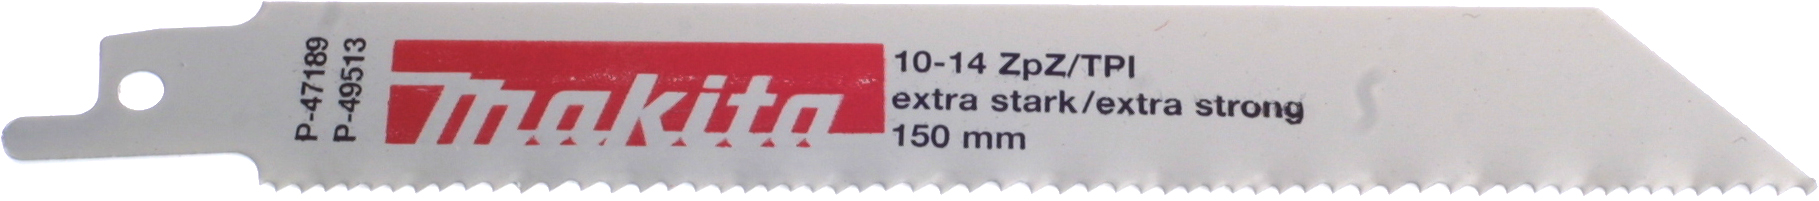 P-47189
P-49513
makita
10-14 ZpZ/TPI
extra stark/extra strong
150 mm